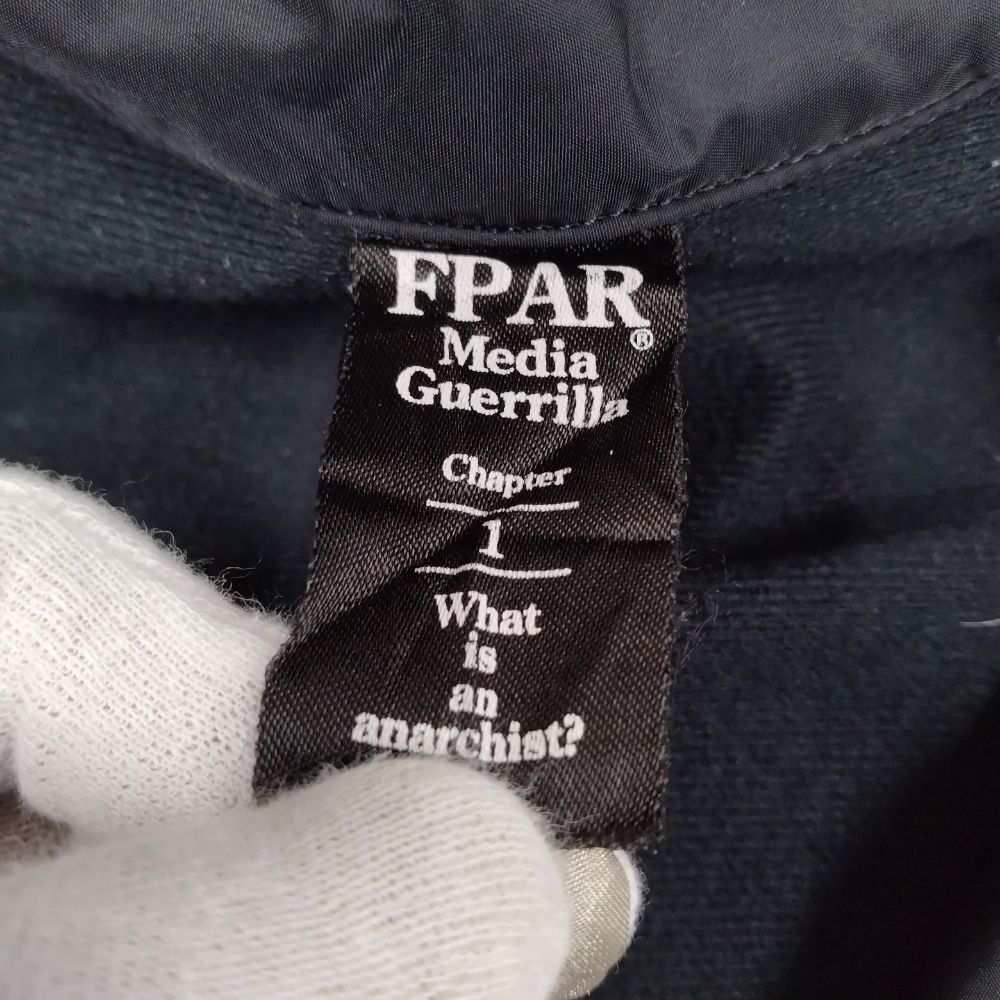 FPAR®
Media
Guerrilla
Chapter
1
What
is
an
anarchist?